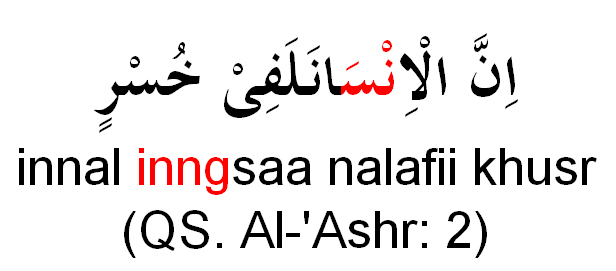 اِنَّ الْاِنْسَانَلَفِىْ خُسْرٍ
innal inngsaa nalafii khusr
(QS. Al-'Ashr: 2)